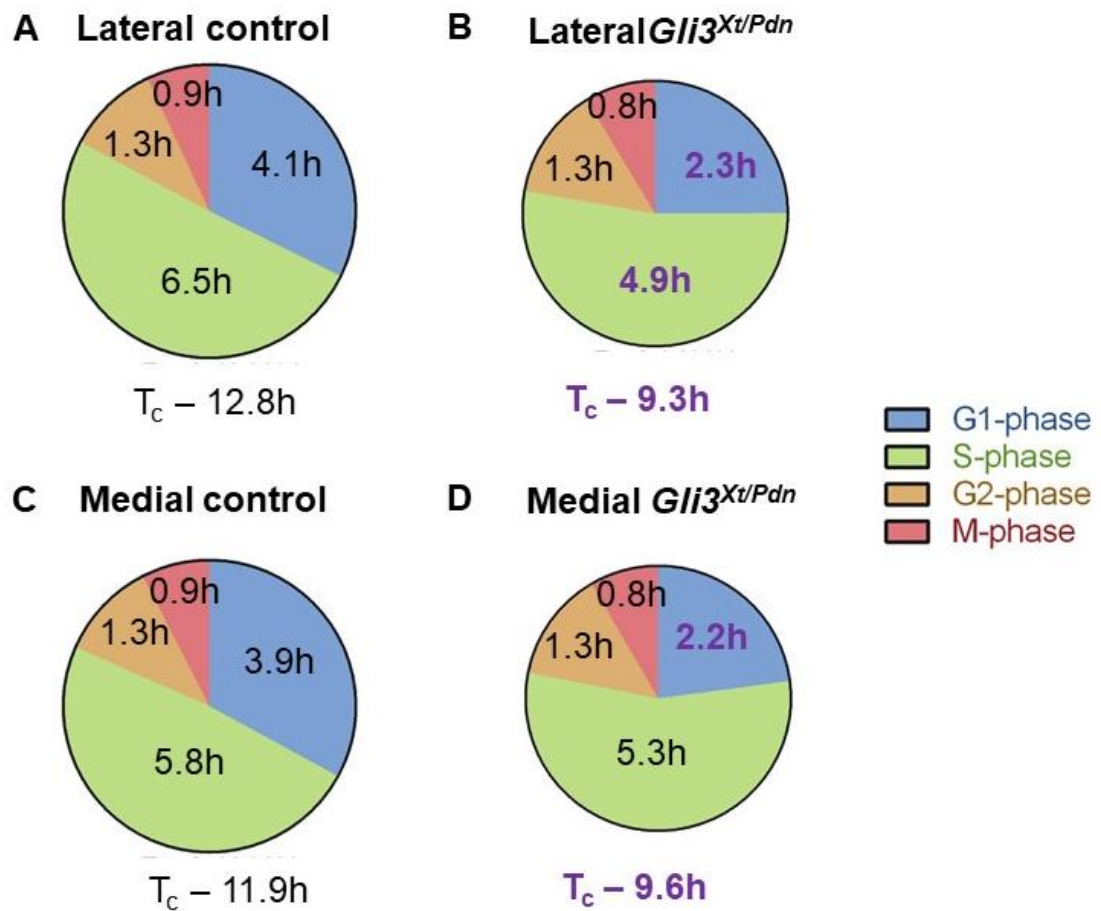 A Lateral control
0.9h
1.3h
4.1h
6.5h
Tc – 12.8h
B LateralGli3Xt/Pdn
0.8h
1.3h
2.3h
4.9h
Tc – 9.3h
C Medial control
0.9h
1.3h
3.9h
5.8h
Tc – 11.9h
D Medial Gli3Xt/Pdn
0.8h
1.3h
2.2h
5.3h
Tc – 9.6h
G1-phase
S-phase
G2-phase
M-phase